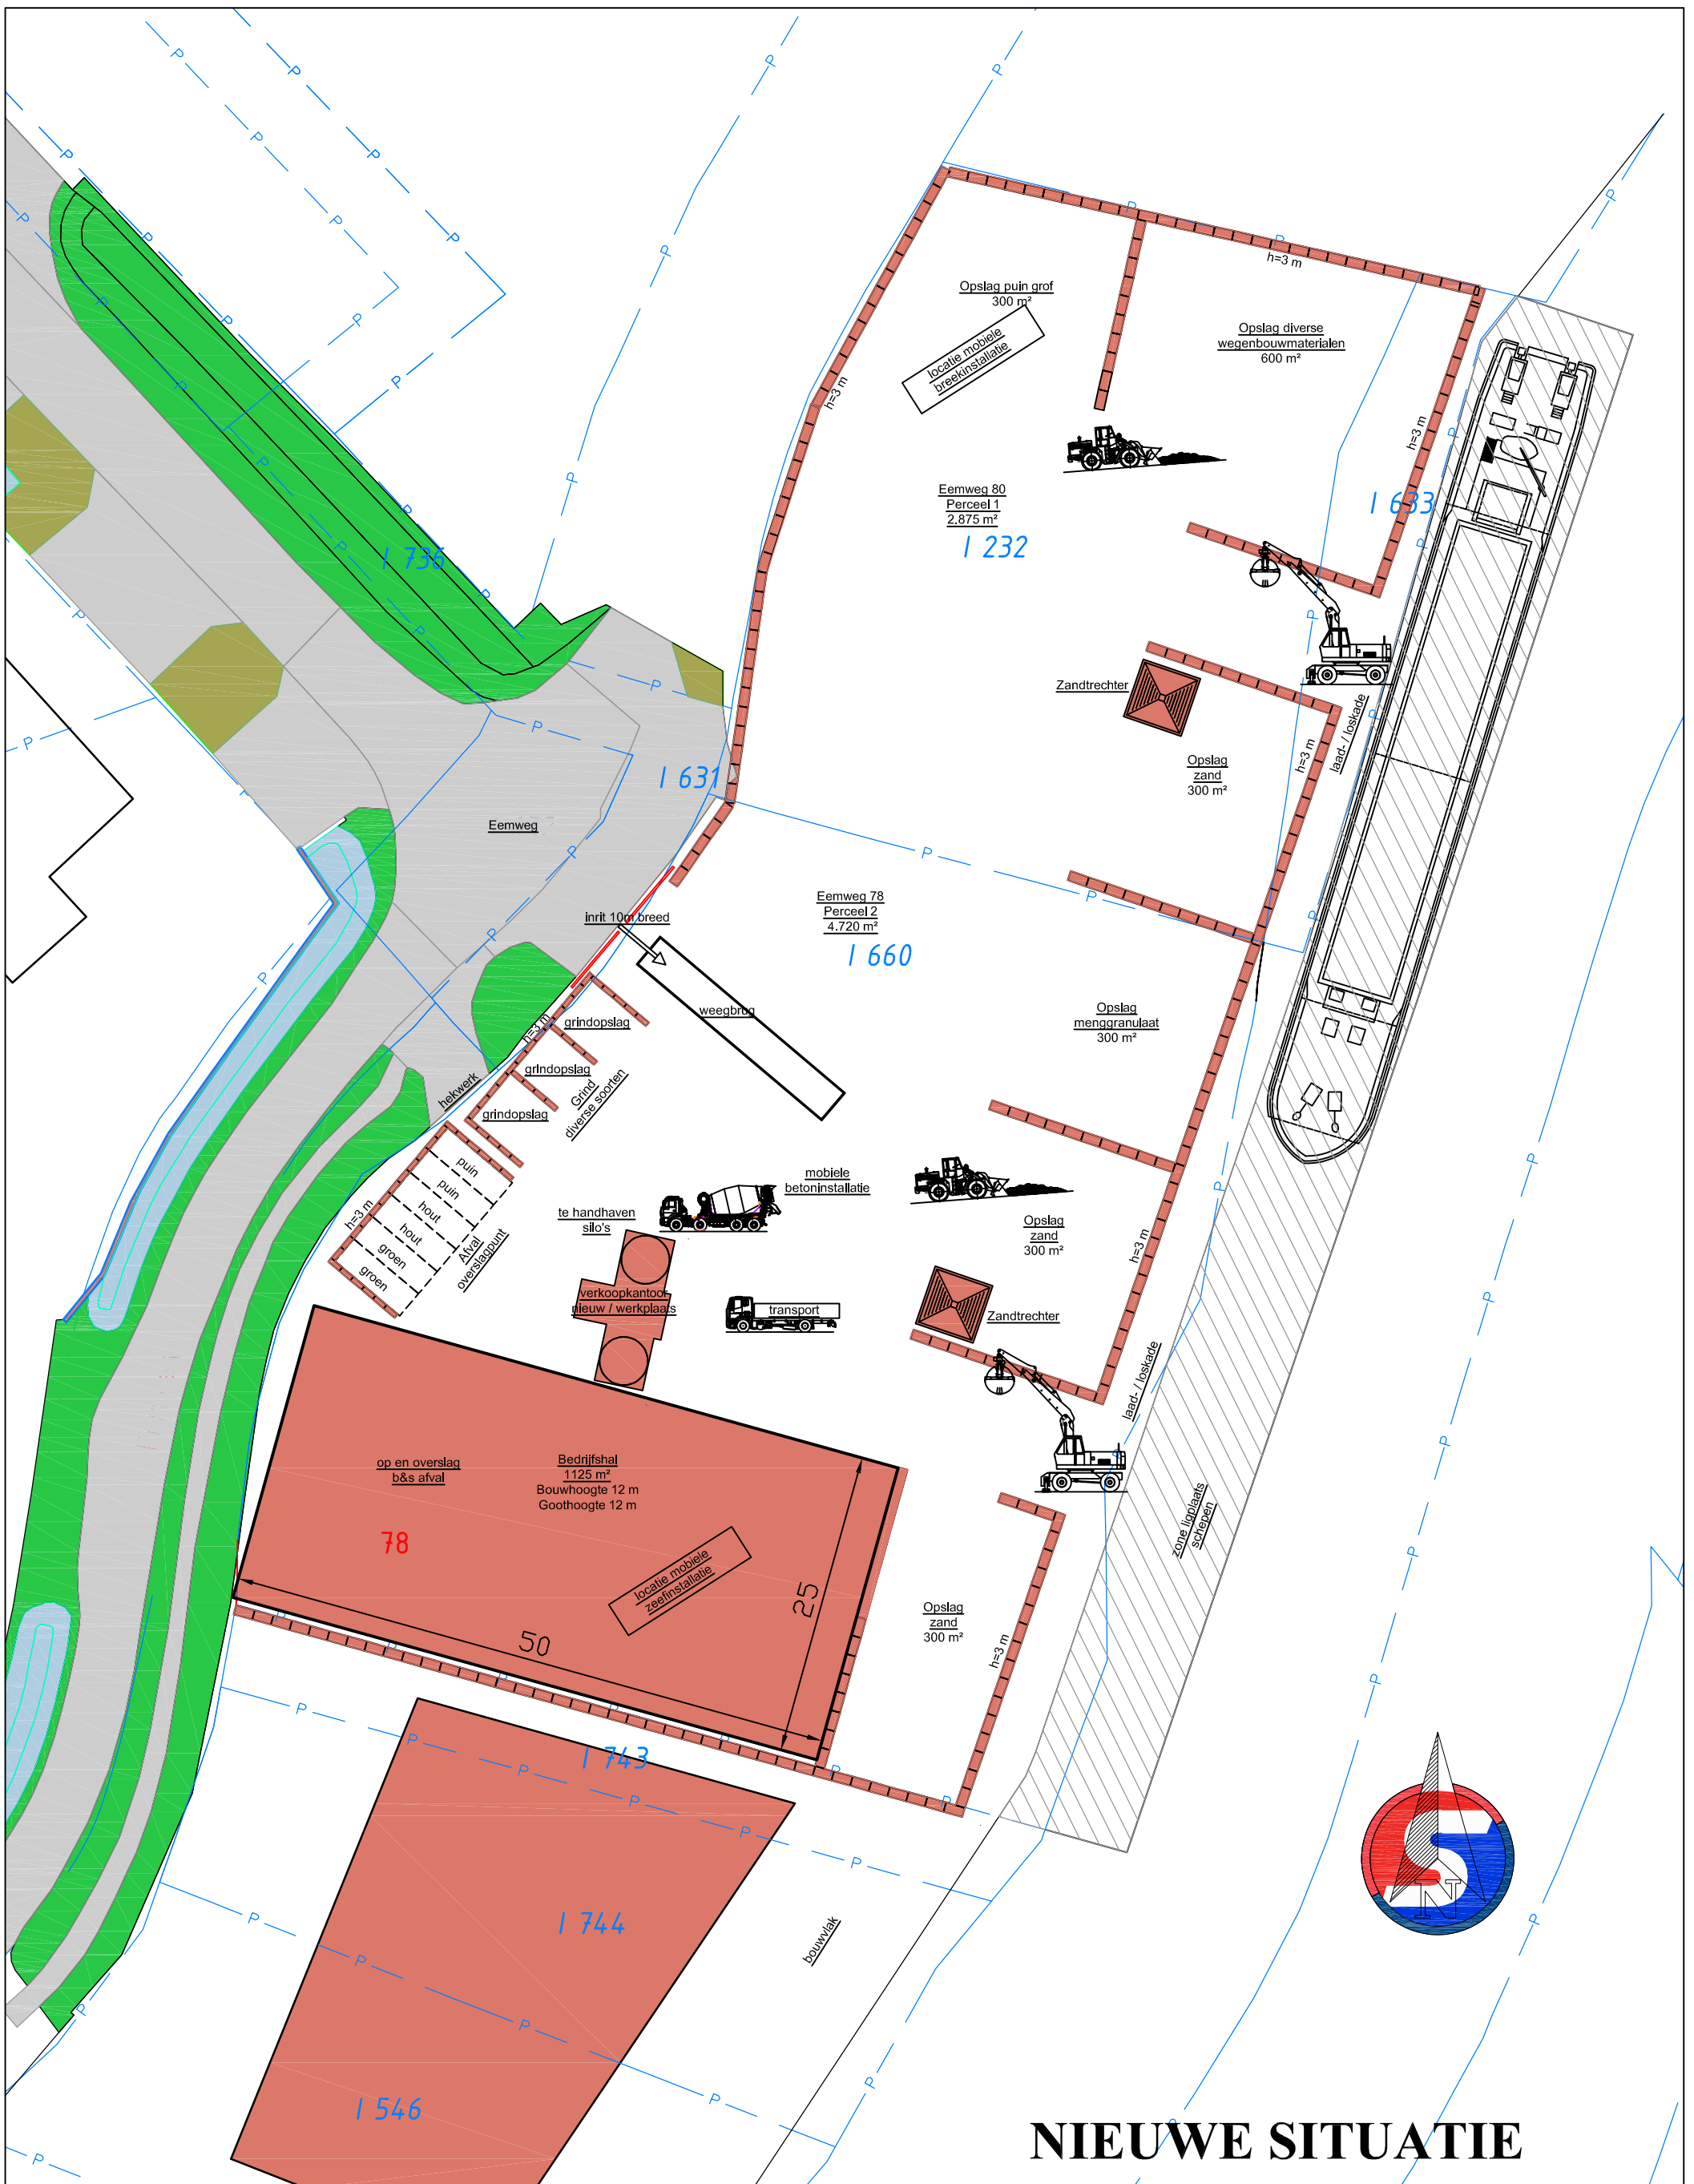 Opslag puin grof
300 m²
locatie mobiele
breekinstallatie
h=3 m
Opslag diverse
wegenbouwmaterialen
600 m²
h=3 m
h=3 m
Eemweg 80
Perceel 1
2.875 m²
I 232
I 633
I 736
Zandtrechter
Opslag
zand
300 m²
h=3 m
laad- / loskade
I 631
Eemweg
inrit 10m breed
Eemweg 78
Perceel 2
4.720 m²
I 660
weegbrug
Opslag
menggranulaat
300 m²
h=3 m
grindopslag
grindopslag
grindopslag
Grind
diverse soorten
hekwerk
puin
puin
hout
hout
groen
groen
h=3 m
Afval
overslagpunt
mobiele
betoninstallatie
te handhaven
silo's
verkoopkantoor
nieuw / werkplaats
transport
Opslag
zand
300 m²
h=3 m
Zandtrechter
laad- / loskade
zone ligplaats
schepen
op en overslag
b&s afval
Bedrijfshal
1125 m²
Bouwhoogte 12 m
Goothoogte 12 m
78
locatie mobiele
zeefinstallatie
25
50
Opslag
zand
300 m²
h=3 m
I 743
I 744
I 546
bouwvlak
N
NIEUWE SITUATIE